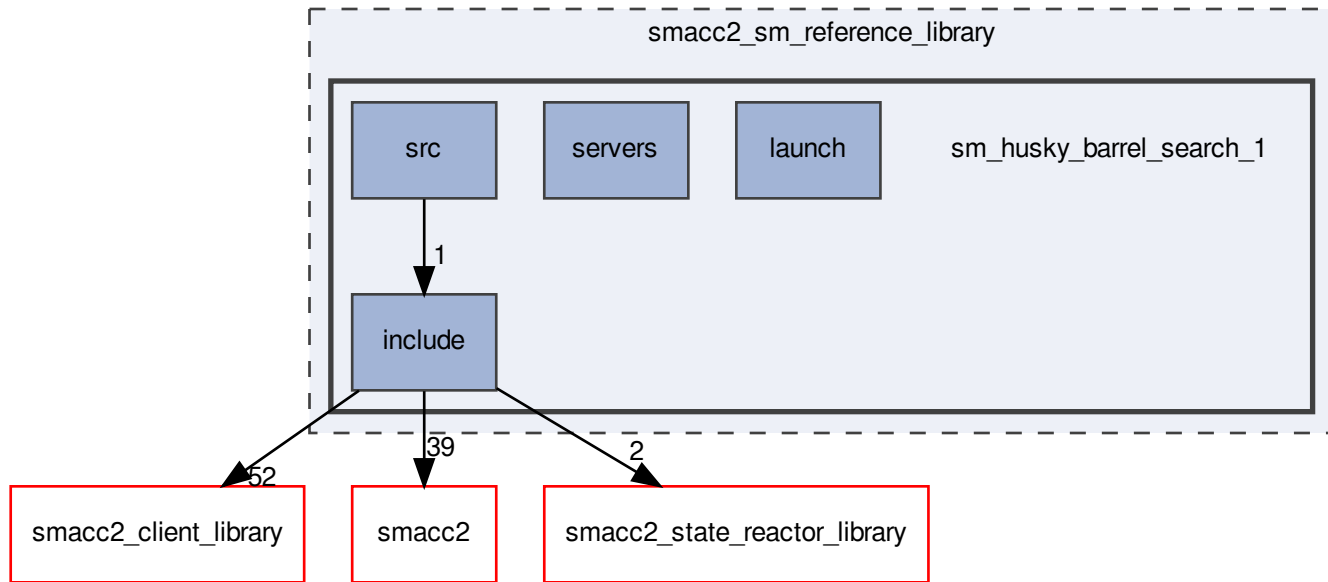 smacc2_sm_reference_library
src
servers
launch
sm_husky_barrel_search_1
1
include
52
39
2
smacc2_client_library
smacc2
smacc2_state_reactor_library